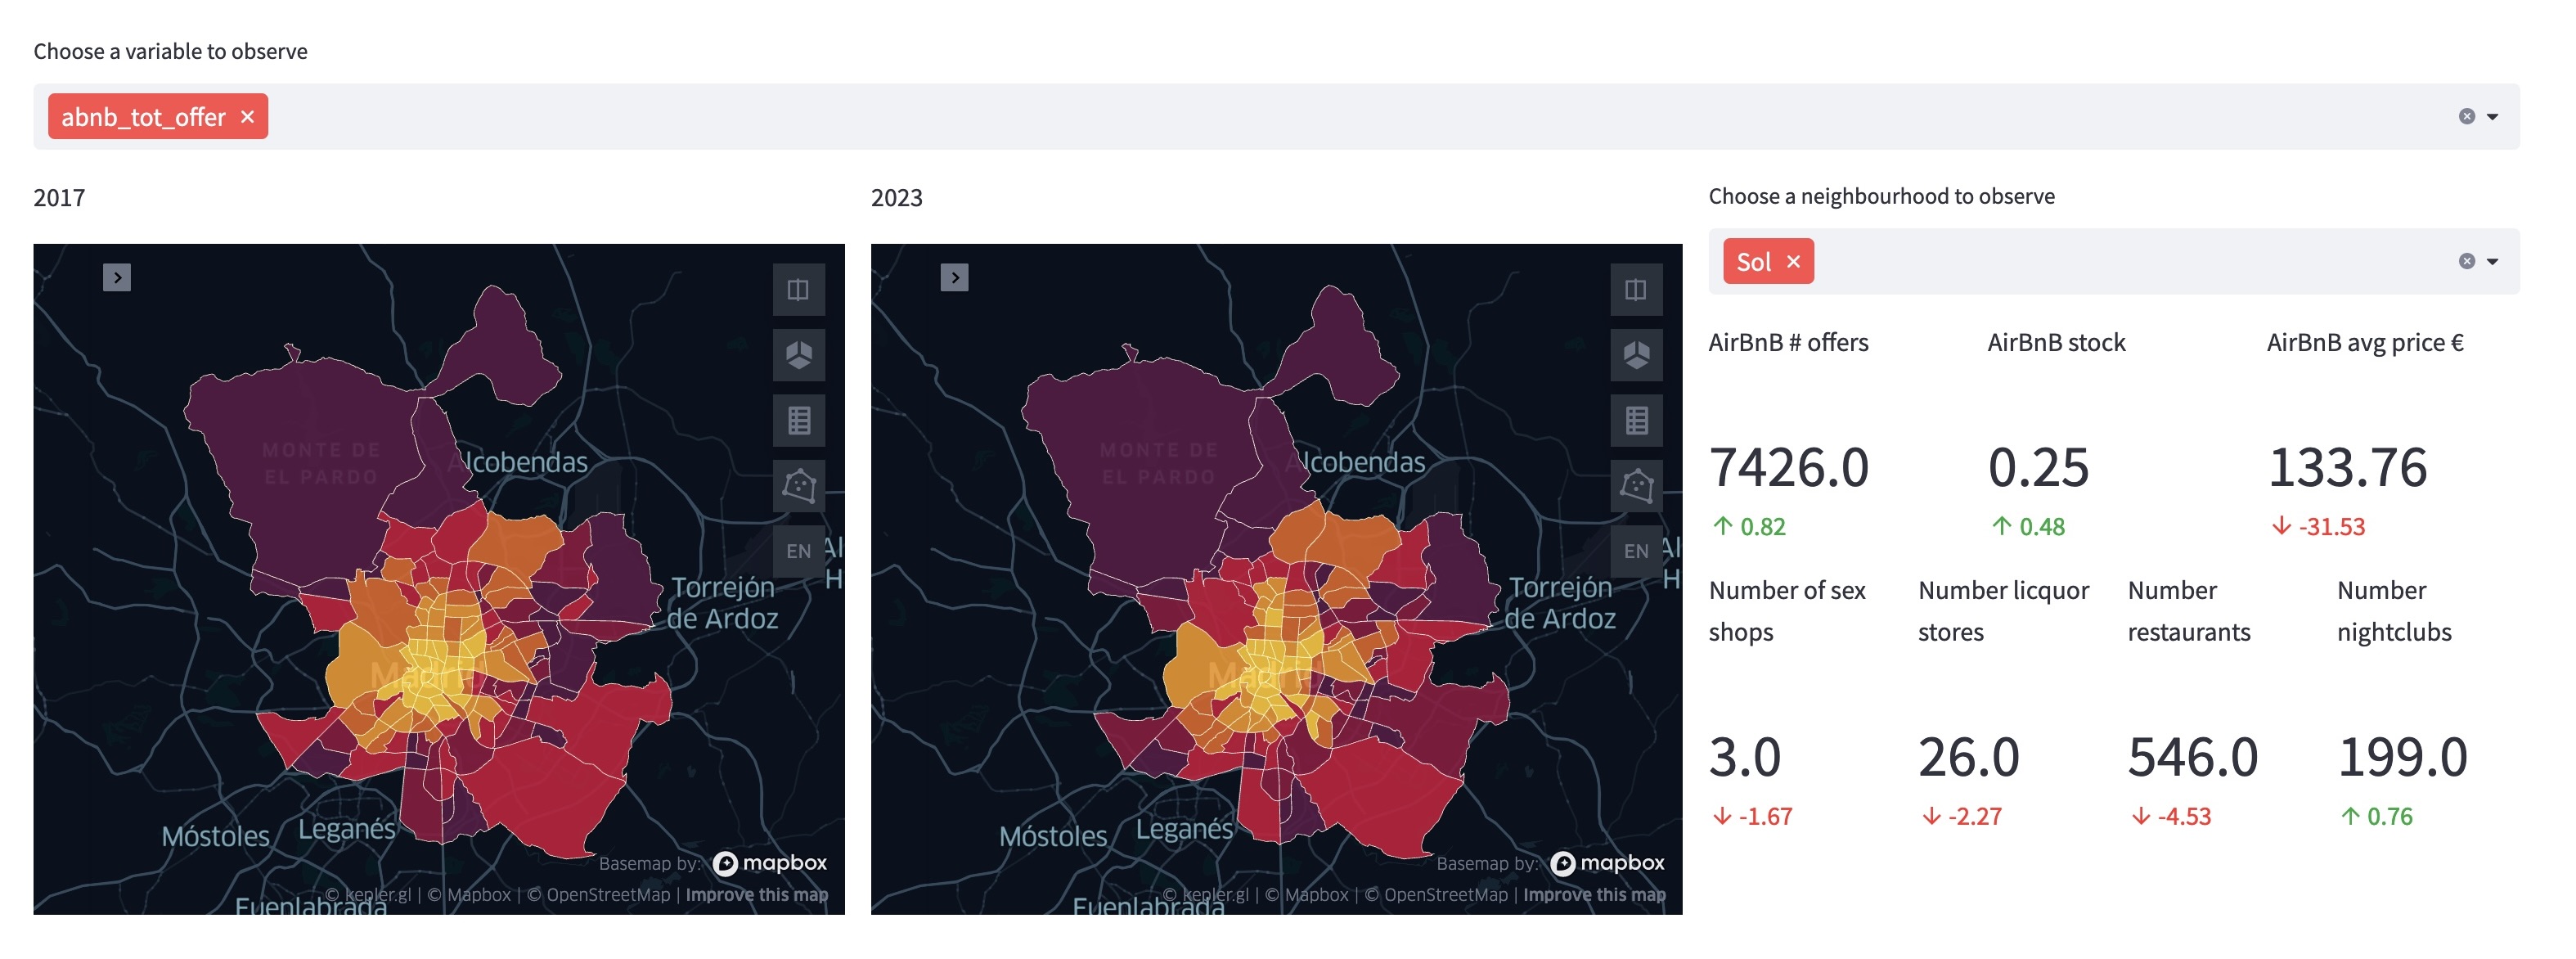 Choose a variable to observe
abnb_tot_offer ×
2017
2023
Choose a neighbourhood to observe
Sol ×
MONTE DE
EL PARDO
Alcobendas
EN
Al
H
Torrejón
de Ardoz
Madrid
Móstoles
Leganés
Fuenlabrada
Basemap by: mapbox
© kepler.gl | © Mapbox | © OpenStreetMap | Improve this map
MONTE DE
EL PARDO
Alcobendas
EN
Al
H
Torrejón
de Ardoz
Madrid
Móstoles
Leganés
Fuenlabrada
Basemap by: mapbox
© kepler.gl | © Mapbox | © OpenStreetMap | Improve this map
AirBnB # offers
7426.0
↑ 0.82
AirBnB stock
0.25
↑ 0.48
AirBnB avg price €
133.76
↓ -31.53
Number of sex
shops
3.0
↓ -1.67
Number licquor
stores
26.0
↓ -2.27
Number
restaurants
546.0
↓ -4.53
Number
nightclubs
199.0
↑ 0.76